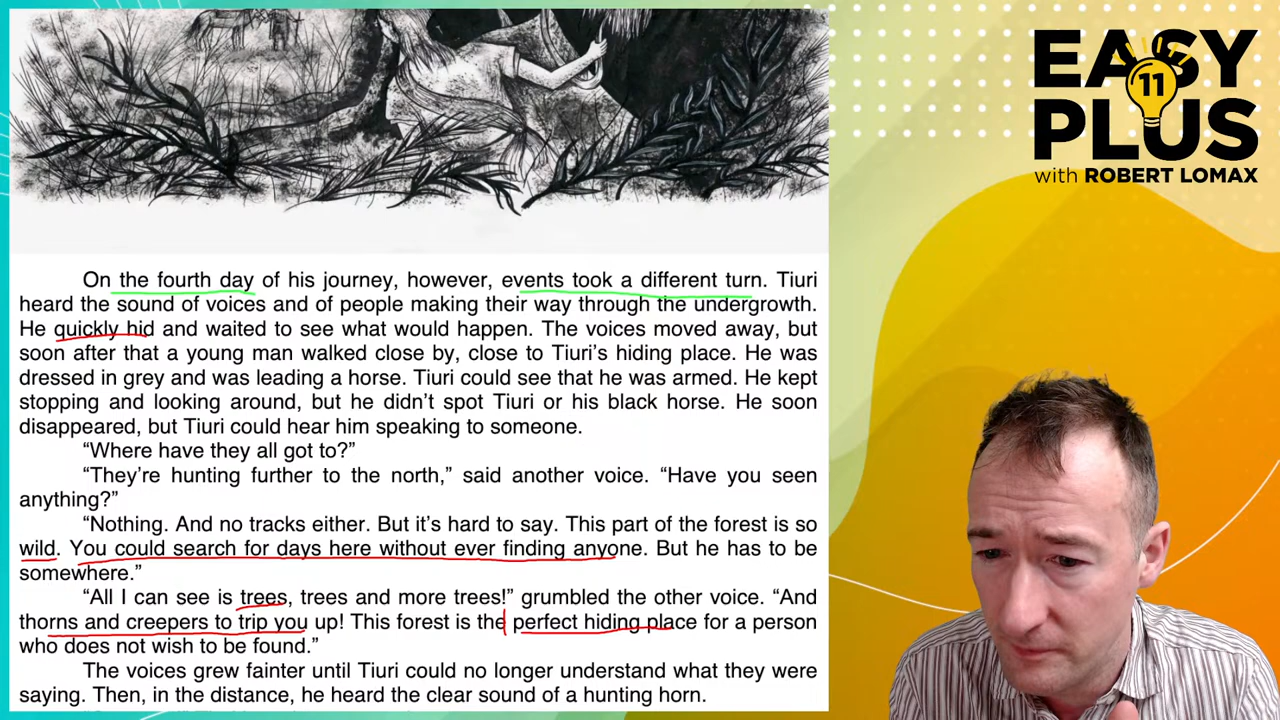 EASY
11
PLUS
with ROBERT LOMAX
On the fourth day of his journey, however, events took a different turn. Tiuri
heard the sound of voices and of people making their way through the undergrowth.
He quickly hid and waited to see what would happen. The voices moved away, but
soon after that a young man walked close by, close to Tiuri’s hiding place. He was
dressed in grey and was leading a horse. Tiuri could see that he was armed. He kept
stopping and looking around, but he didn’t spot Tiuri or his black horse. He soon
disappeared, but Tiuri could hear him speaking to someone.
“Where have they all got to?”
“They’re hunting further to the north,” said another voice. “Have you seen
anything?”
“Nothing. And no tracks either. But it’s hard to say. This part of the forest is so
wild. You could search for days here without ever finding anyone. But he has to be
somewhere.”
“All I can see is trees, trees and more trees!” grumbled the other voice. “And
thorns and creepers to trip you up! This forest is the perfect hiding place for a person
who does not wish to be found.”
The voices grew fainter until Tiuri could no longer understand what they were
saying. Then, in the distance, he heard the clear sound of a hunting horn.